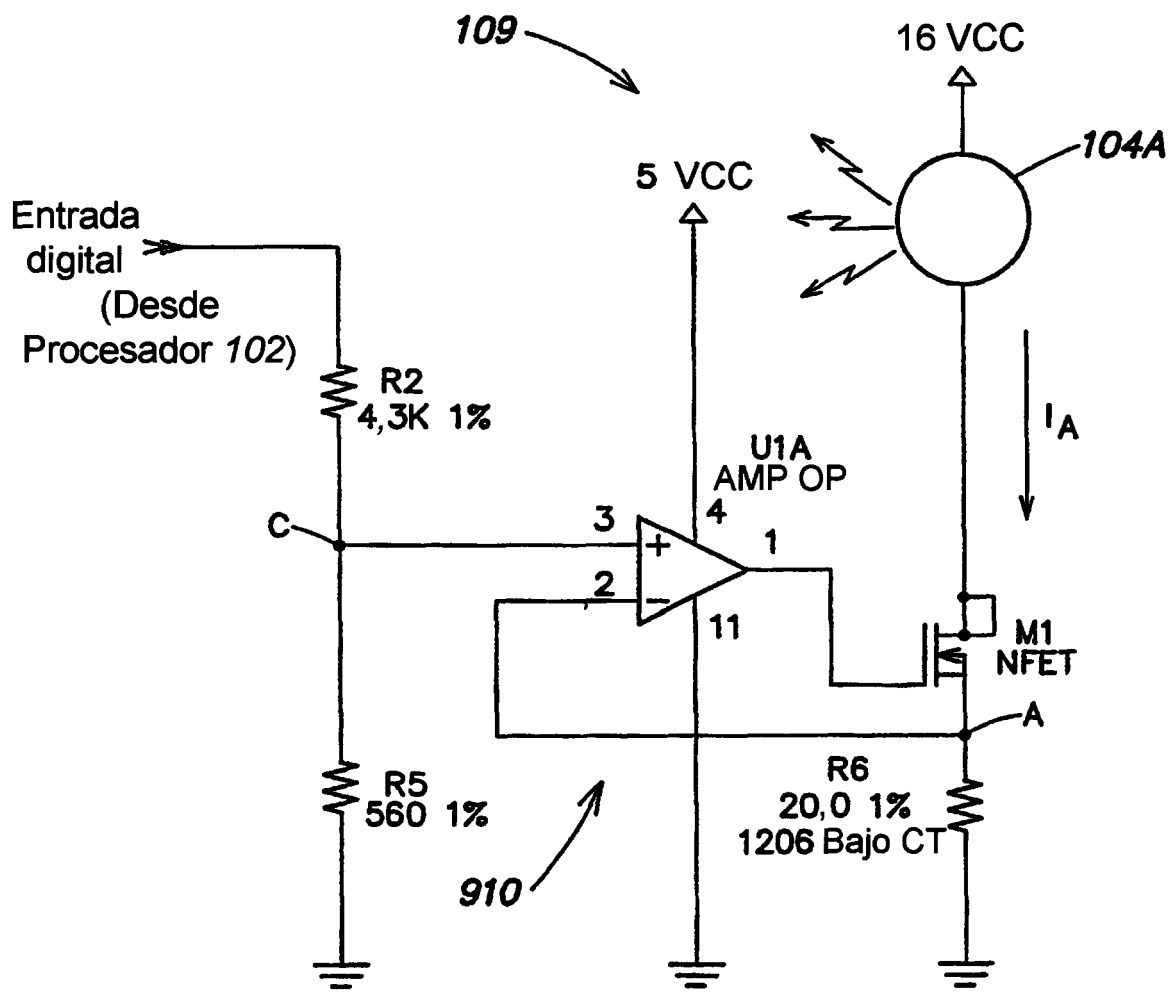 109
16 VCC
104A
5 VCC
Entrada
digital
(Desde
Procesador 102)
R2
4,3K 1%
I A
U1A
AMP OP
4
C
3
+
1
2
−
11
M1
NFET
A
R5
560 1%
R6
20,0 1%
1206 Bajo CT
910